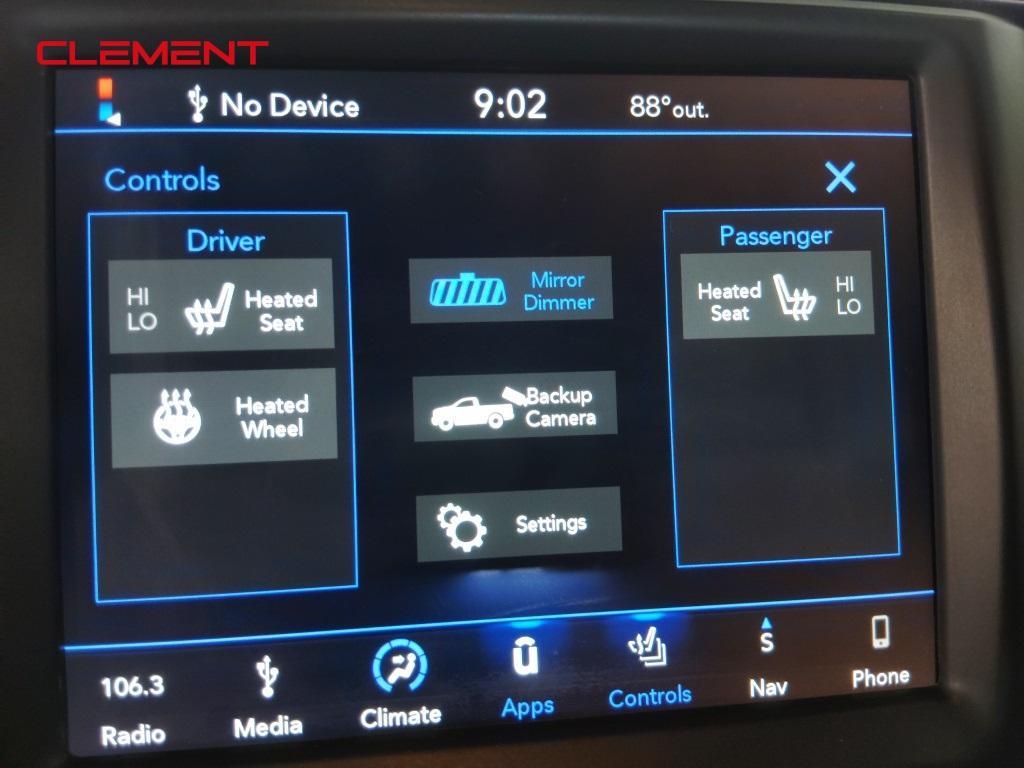 CLEMENT
No Device
9:02
88° out.
Controls
Driver
HI
LO
Heated
Seat
Heated
Wheel
Mirror
Dimmer
Backup
Camera
Settings
Passenger
Heated
Seat
HI
LO
106.3
Radio
Media
Climate
u
Apps
Controls
S
Nav
Phone